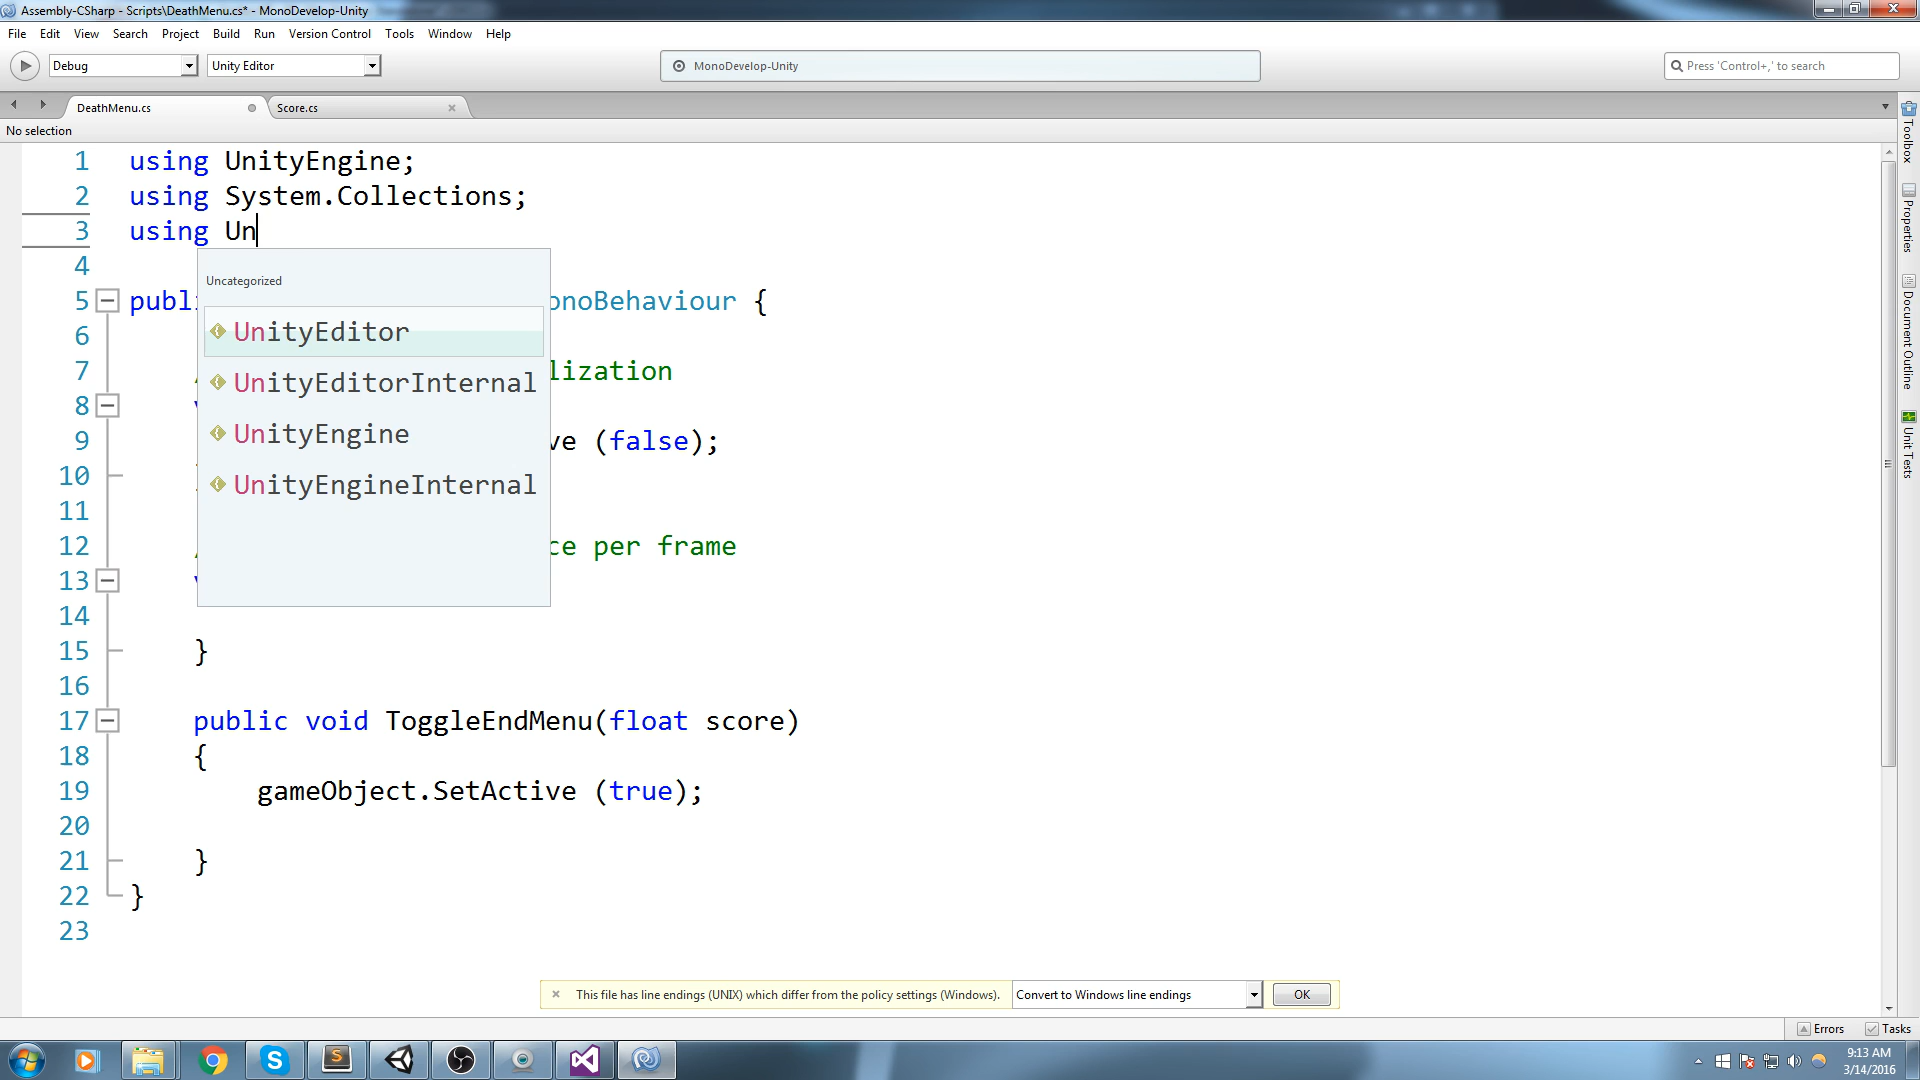 Assembly-CSharp - Scripts\DeathMenu.cs* - MonoDevelop-Unity
File Edit View Search Project Build Run Version Control Tools Window Help
Debug Unity Editor MonoDevelop-Unity Press 'Control+,' to search
DeathMenu.cs Score.cs
No selection
1 using UnityEngine;
2 using System.Collections;
3 using Un
4
Uncategorized
5 publ onoBehaviour {
6 UnityEditor
7 lization
UnityEditorInternal
8
UnityEngine
9 ve (false);
10 UnityEngineInternal
11
12 ce per frame
13
14
15 }
16
17 public void ToggleEndMenu(float score)
18 {
19 gameObject.SetActive (true);
20
21 }
22 }
23
Toolbox
Properties
Document Outline
Unit Tests
This file has line endings (UNIX) which differ from the policy settings (Windows). Convert to Windows line endings OK
Errors Tasks
9:13 AM
3/14/2016